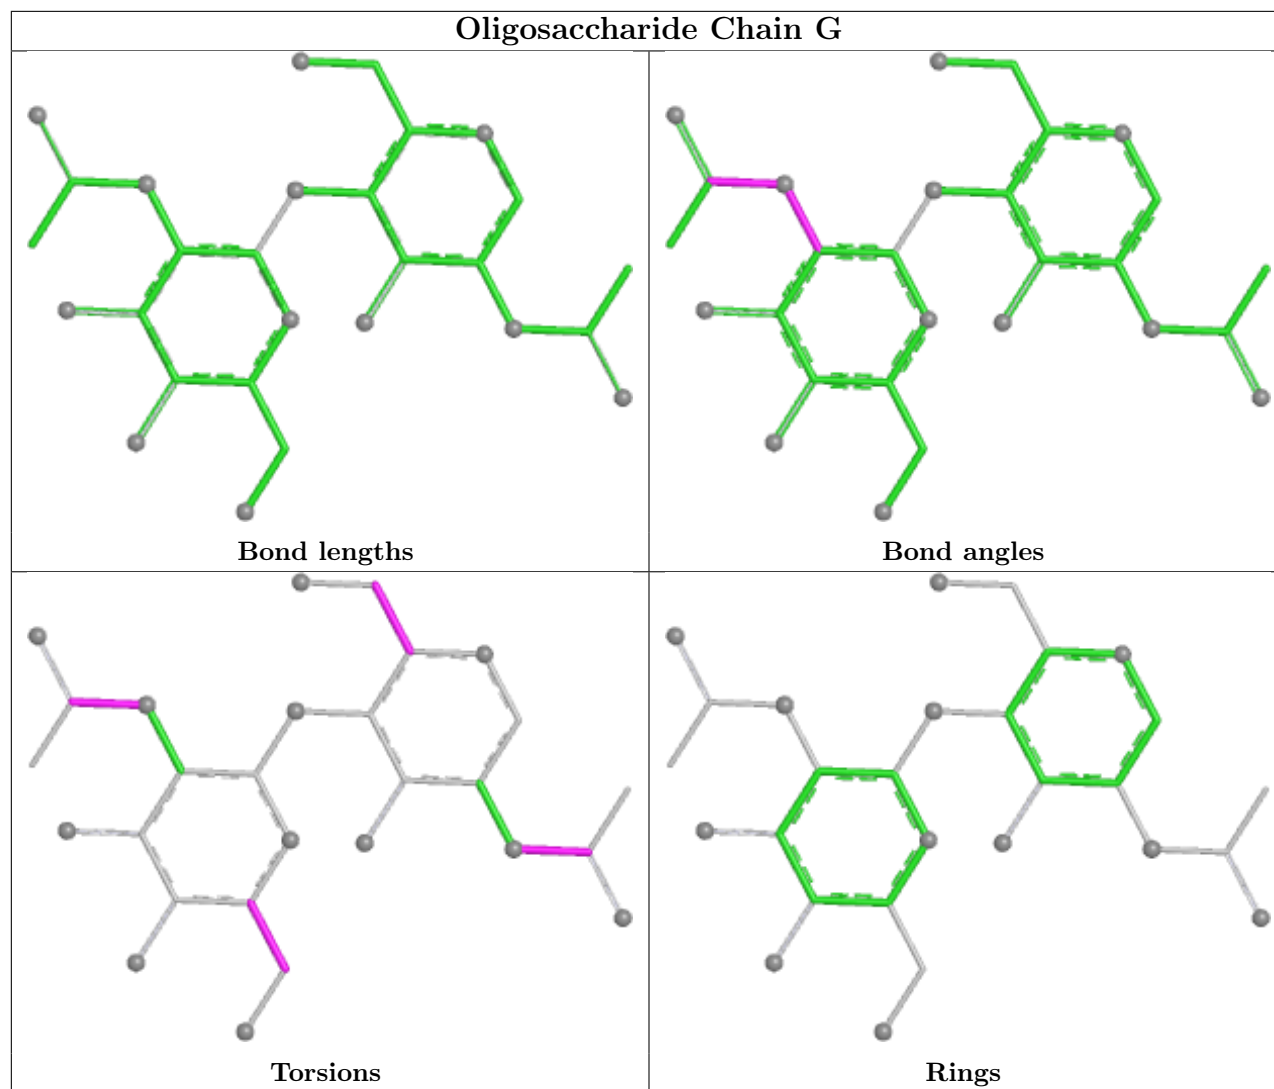 Oligosaccharide Chain G
Bond lengths
Bond angles
Torsions
Rings